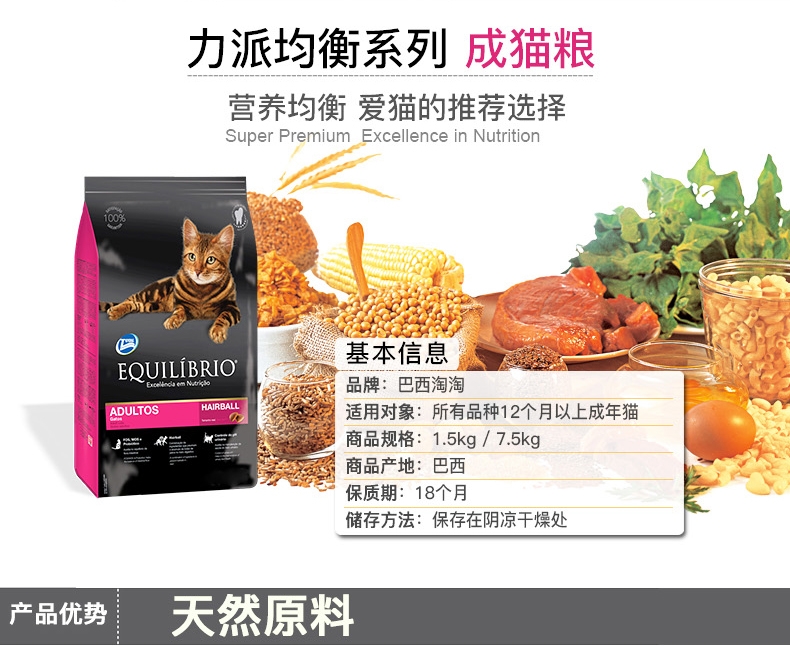 力派均衡系列 成猫粮
营养均衡 爱猫的推荐选择
Super Premium Excellence in Nutrition
100%
EQUILÍBRIO
Excelência em Nutrição
ADULTOS
HAIRBALL
基本信息
品牌：巴西淘淘
适用对象：所有品种12个月以上成年猫
商品规格：1.5kg / 7.5kg
商品产地：巴西
保质期：18个月
储存方法：保存在阴凉干燥处
产品优势
天然原料